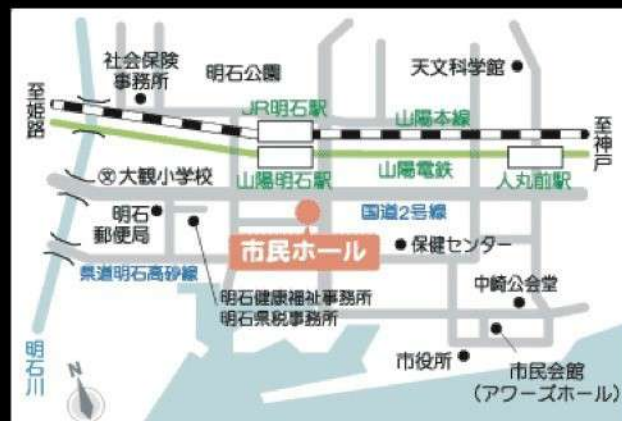 社会保険
事務所
明石公園
天文科学館
至姫路
JR明石駅
山陽本線
至神戸
山陽明石駅
山陽電鉄
人丸前駅
文大観小学校
明石
郵便局
国道2号線
市民ホール
保健センター
県道明石高砂線
明石健康福祉事務所
明石県税事務所
中崎公会堂
明石川
N
市役所
市民会館
(アワーズホール)